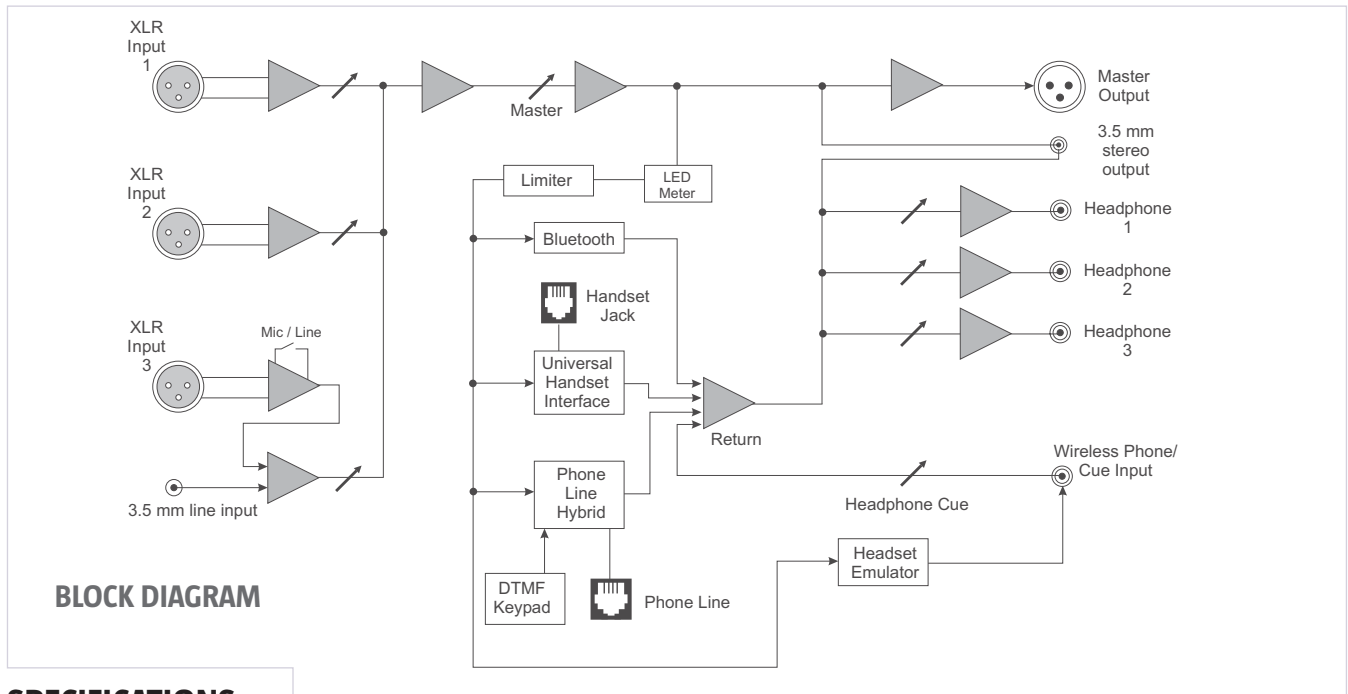 XLR
Input
1
Master
Master
Output
3.5 mm
stereo
output
XLR
Input
2
Limiter
LED
Meter
Bluetooth
Headphone
1
Handset
Jack
Headphone
2
XLR
Input
3
Mic / Line
Universal
Handset
Interface
Headphone
3
Return
Wireless Phone/
Cue Input
3.5 mm line input
Phone
Line
Hybrid
Headphone Cue
Headset
Emulator
DTMF
Keypad
Phone Line
BLOCK DIAGRAM